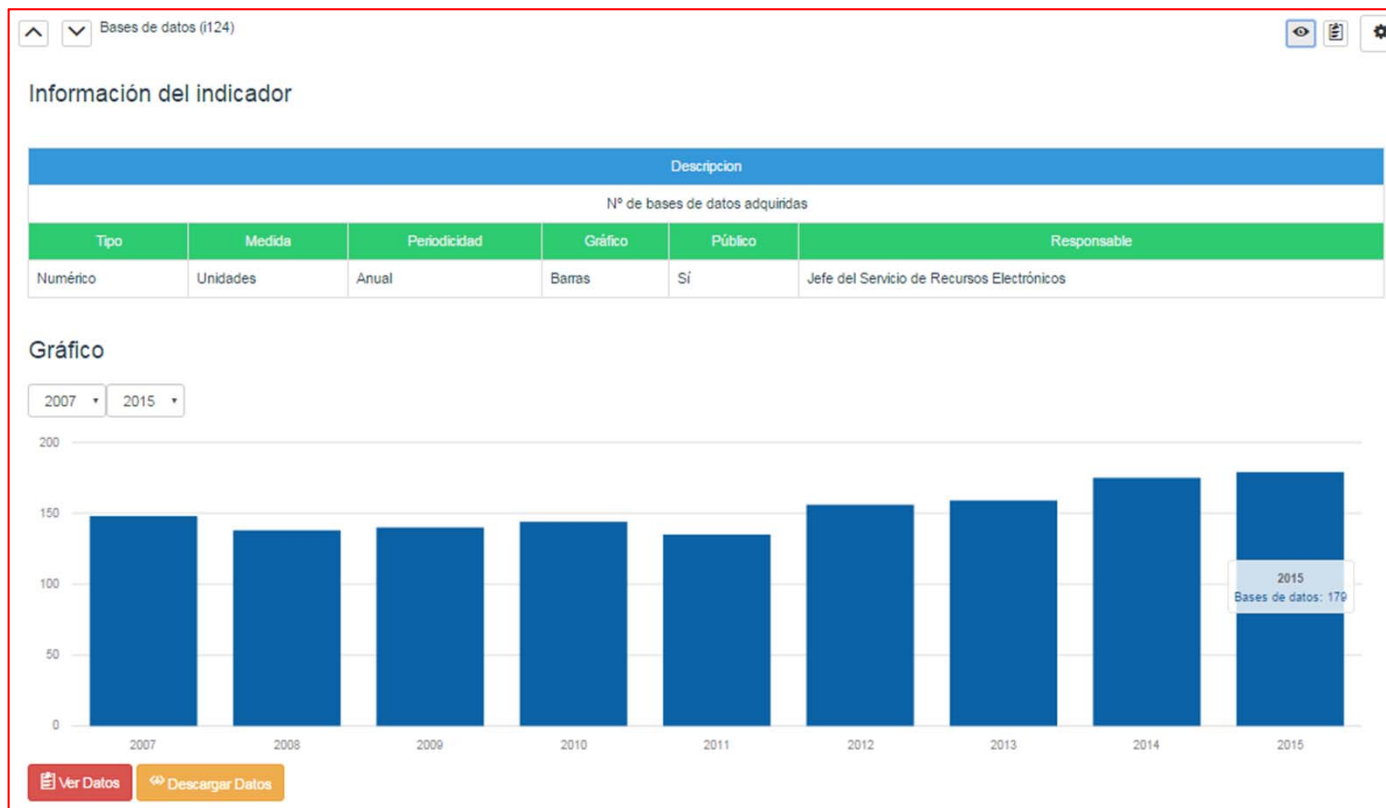 Bases de datos (i124)
Información del indicador
Descripcion
Nº de bases de datos adquiridas
Tipo Medida Periodicidad Gráfico Público Responsable
Numérico Unidades Anual Barras Sí Jefe del Servicio de Recursos Electrónicos
Gráfico
2007 2015
200
150
100
50
0
2015
Bases de datos: 179
2007 2008 2009 2010 2011 2012 2013 2014 2015
Ver Datos Descargar Datos